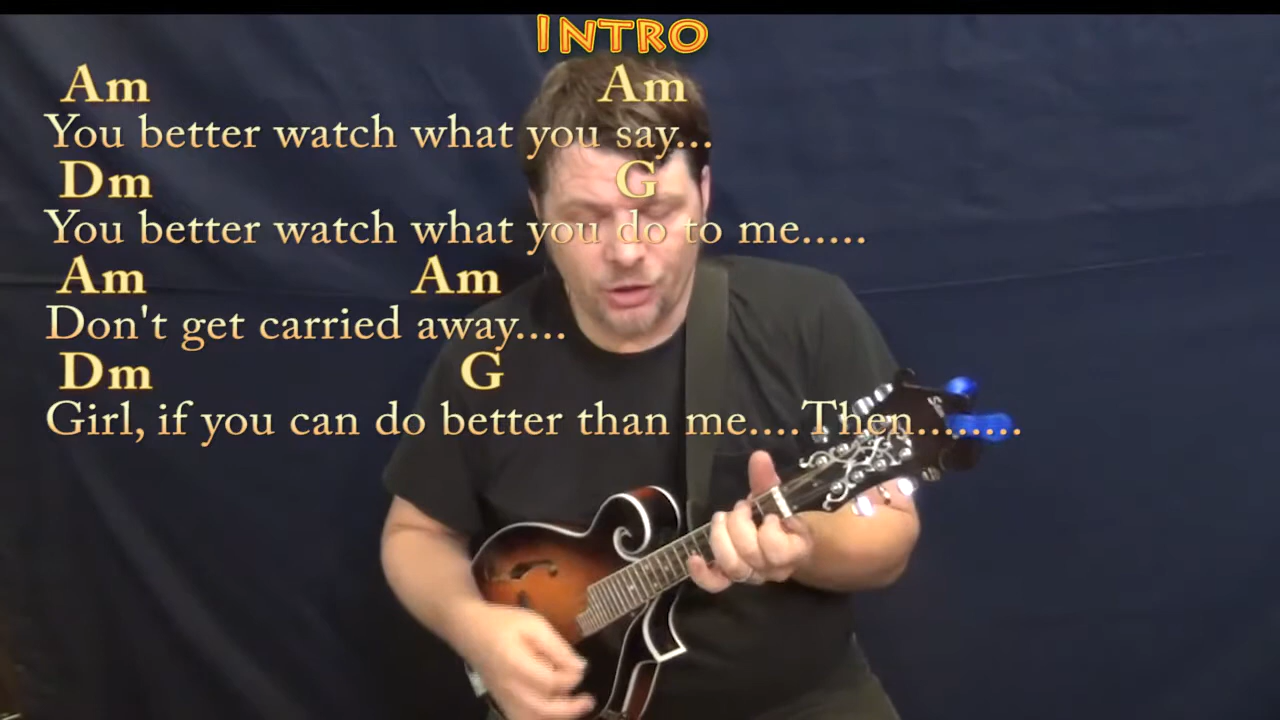 INTRO
Am Am
You better watch what you say...
Dm G
You better watch what you do to me.....
Am Am
Don't get carried away....
Dm G
Girl, if you can do better than me....Then........